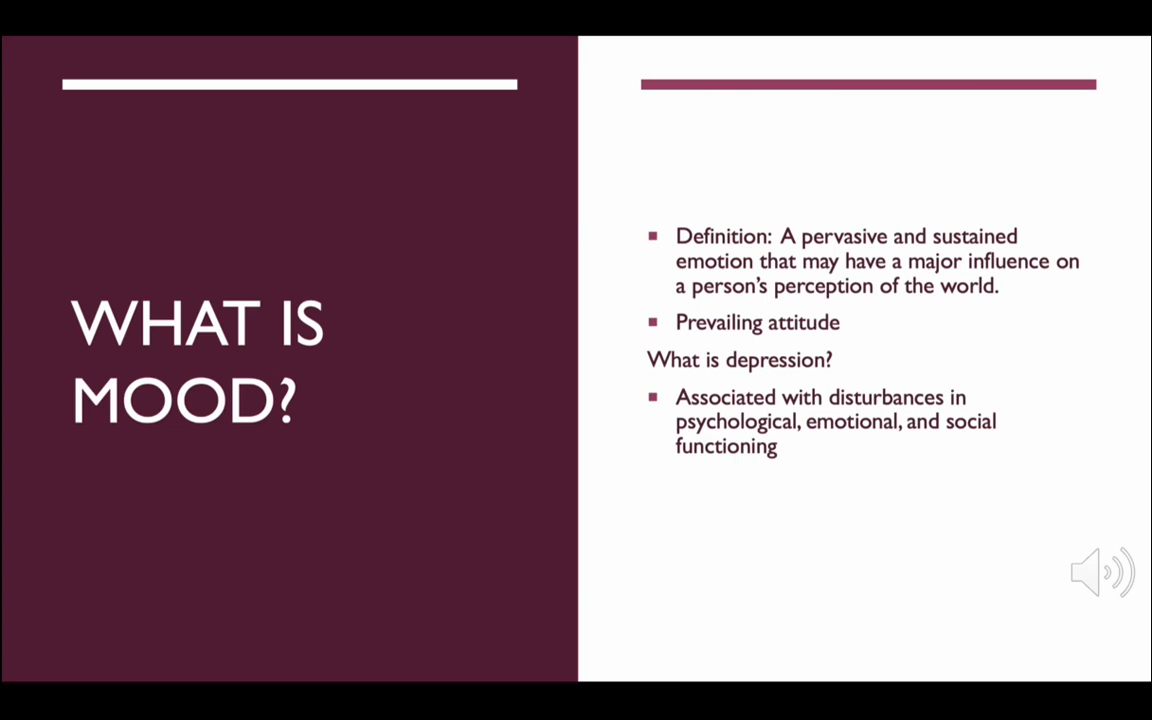 WHAT IS
MOOD?
▪ Definition: A pervasive and sustained
emotion that may have a major influence on
a person's perception of the world.
▪ Prevailing attitude
What is depression?
▪ Associated with disturbances in
psychological, emotional, and social
functioning